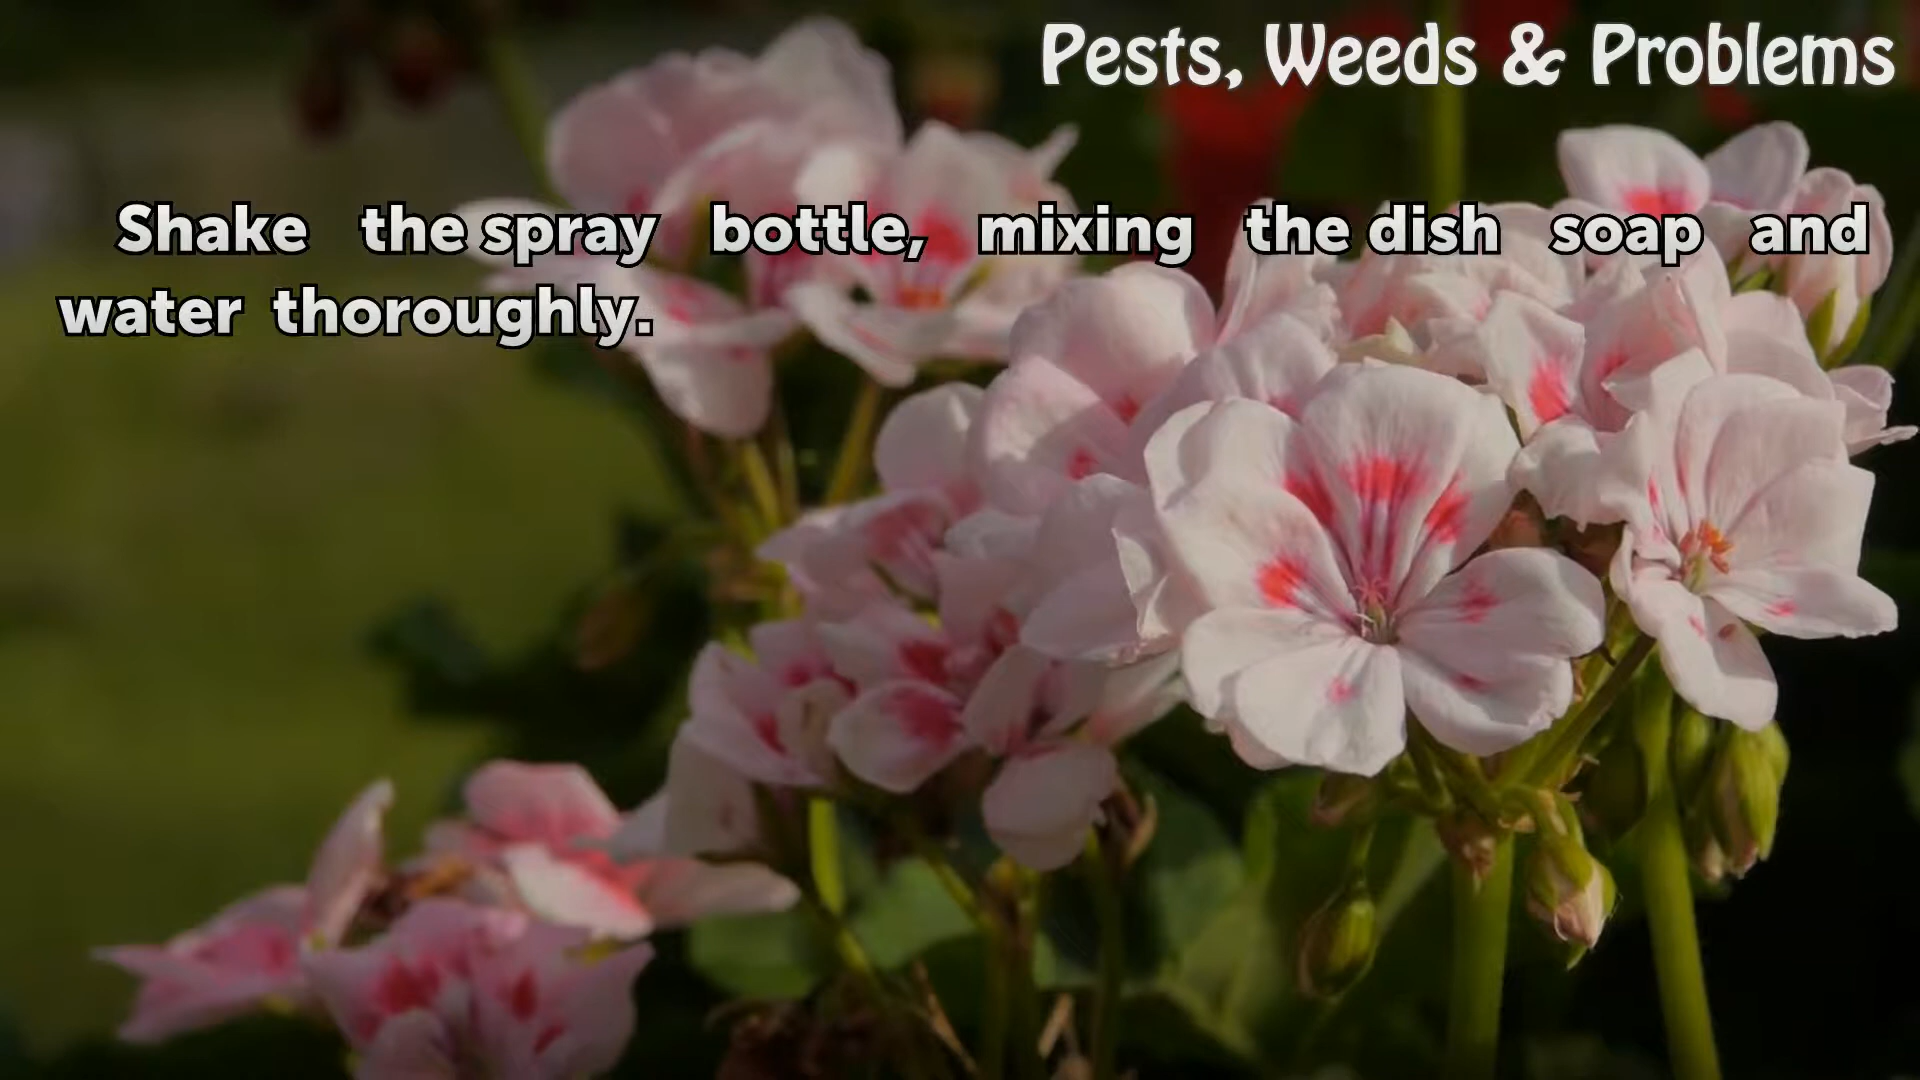 Pests, Weeds & Problems
Shake the spray bottle, mixing the dish soap and
water thoroughly.